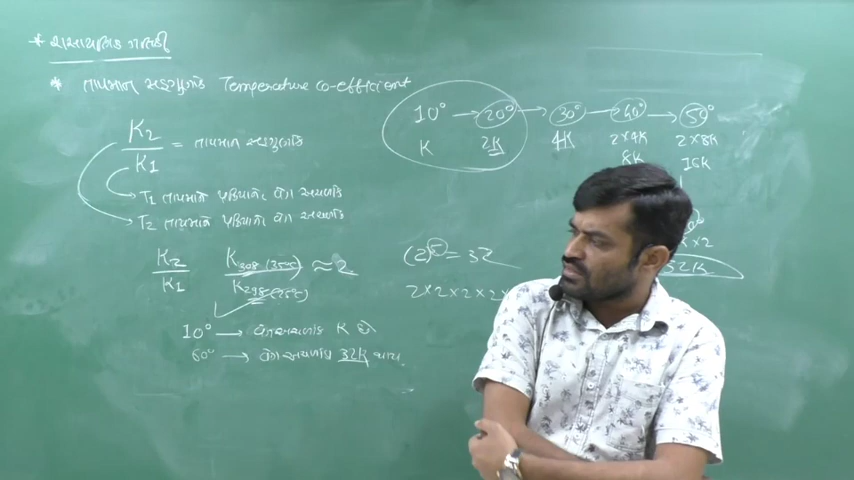 * રાસાયણિક ગતિકી
* તાપમાન સહગુણાંક Temperature co-efficient
K₂/K₁ = તાપમાન સહગુણાંક
T₁ તાપમાને પ્રક્રિયાનો વેગ અચળાંક
T₂ તાપમાને પ્રક્રિયાનો વેગ અચળાંક
K₂/K₁ K₃₀₈ (35°C)/K₂₉₈ (25°C) ≈ 2
10° → વેગઅચળાંક K છે
60° → વેગ અચળાંક 32K થાય
10° → 20° → 30° → 40° → 50°
K 2K 4K 2×4K 2×8K
8K 16K
32K
(2)⁵ = 32
2×2×2×2×